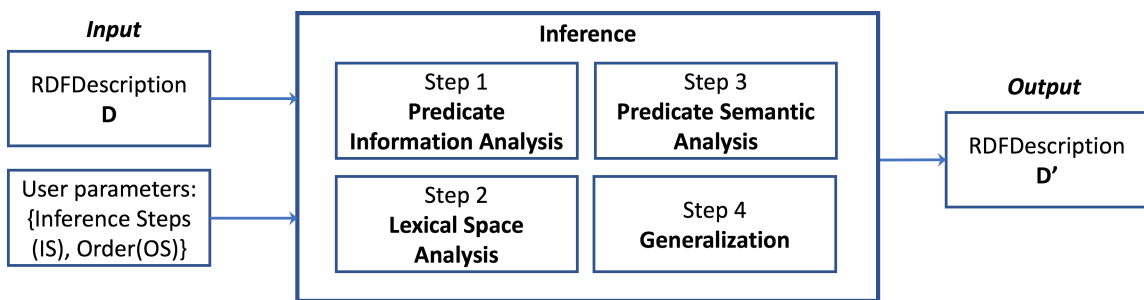 Input
RDFDescription
D
User parameters:
{Inference Steps
(IS), Order(OS)}
Inference
Step 1
Predicate
Information Analysis
Step 2
Lexical Space
Analysis
Step 3
Predicate Semantic
Analysis
Step 4
Generalization
Output
RDFDescription
D’